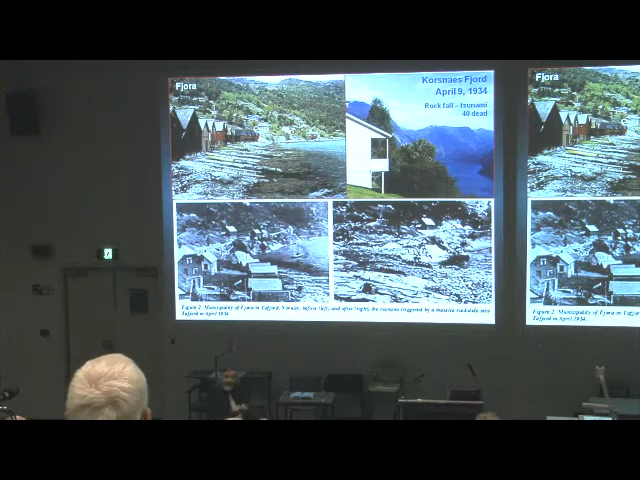 Fjora
Korsnaes Fjord
April 9, 1934
Rock fall – tsunami
40 dead
Figure 2. Municipality of Fjora in Tafjord, Norway, before (left) and after (right) the tsunami triggered by a massive rockslide into
Tafjord in April 1934.
Fjora
Figure 2. Municipality of Fjora in
Tafjord in April 1934.